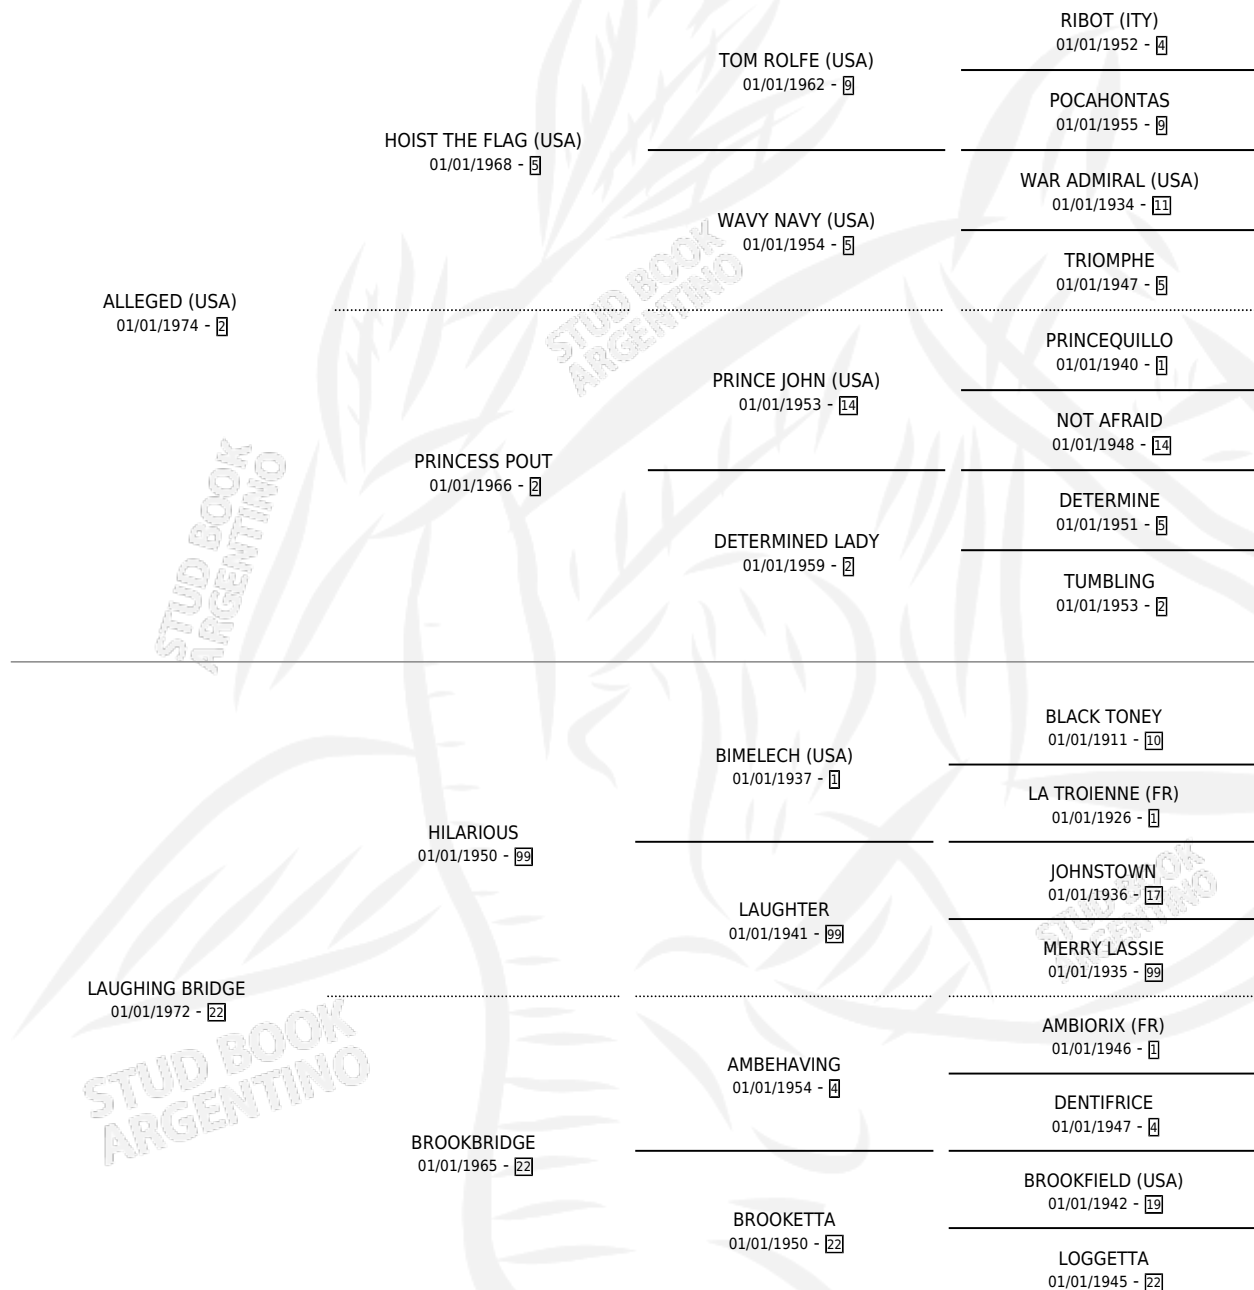 RIBOT (ITY)
01/01/1952 - 4
TOM ROLFE (USA)
01/01/1962 - 9
POCAHONTAS
01/01/1955 - 9
HOIST THE FLAG (USA)
01/01/1968 - 5
WAR ADMIRAL (USA)
01/01/1934 - 11
WAVY NAVY (USA)
01/01/1954 - 5
TRIOMPHE
01/01/1947 - 5
ALLEGED (USA)
01/01/1974 - 2
PRINCEQUILLO
01/01/1940 - 1
PRINCE JOHN (USA)
01/01/1953 - 14
NOT AFRAID
01/01/1948 - 14
PRINCESS POUT
01/01/1966 - 2
DETERMINE
01/01/1951 - 5
DETERMINED LADY
01/01/1959 - 2
TUMBLING
01/01/1953 - 2
BLACK TONEY
01/01/1911 - 10
BIMELECH (USA)
01/01/1937 - 1
LA TROIENNE (FR)
01/01/1926 - 1
HILARIOUS
01/01/1950 - 99
JOHNSTOWN
01/01/1936 - 17
LAUGHTER
01/01/1941 - 99
MERRY LASSIE
01/01/1935 - 99
LAUGHING BRIDGE
01/01/1972 - 22
AMBIORIX (FR)
01/01/1946 - 1
AMBEHAVING
01/01/1954 - 4
DENTIFRICE
01/01/1947 - 4
BROOKBRIDGE
01/01/1965 - 22
BROOKFIELD (USA)
01/01/1942 - 19
BROOKETTA
01/01/1950 - 22
LOGGETTA
01/01/1945 - 22
STUD BOOK
ARGENTINO
STUD BOOK
ARGENTINO
STUD BOOK
ARGENTINO
STUD BOOK
ARGENTINO